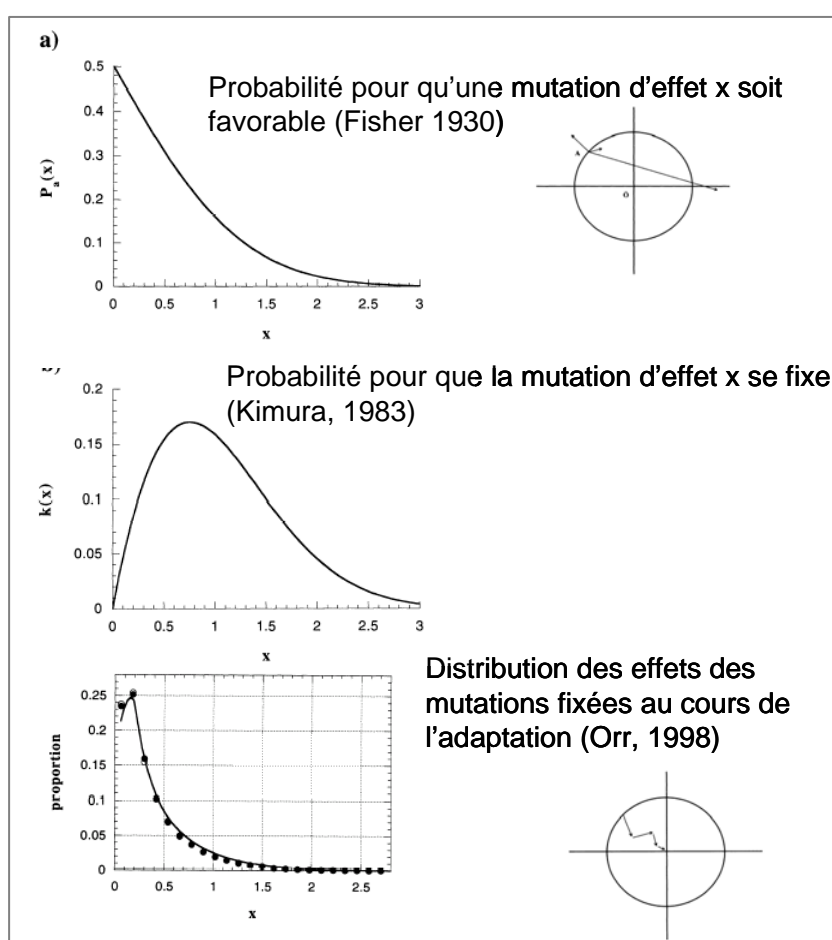 a)
Probabilité pour qu'une mutation d'effet x soit
favorable (Fisher 1930)
0.5
0.4
0.3
0.2
0.1
0
P_a(x)
0 0.5 1 1.5 2 2.5 3
x
A
O
Probabilité pour que la mutation d'effet x se fixe
(Kimura, 1983)
0.2
0.15
0.1
0.05
0
k(x)
0 0.5 1 1.5 2 2.5 3
x
Distribution des effets des
mutations fixées au cours de
l'adaptation (Orr, 1998)
0.25
0.2
0.15
0.1
0.05
0
proportion
0 0.5 1 1.5 2 2.5
x